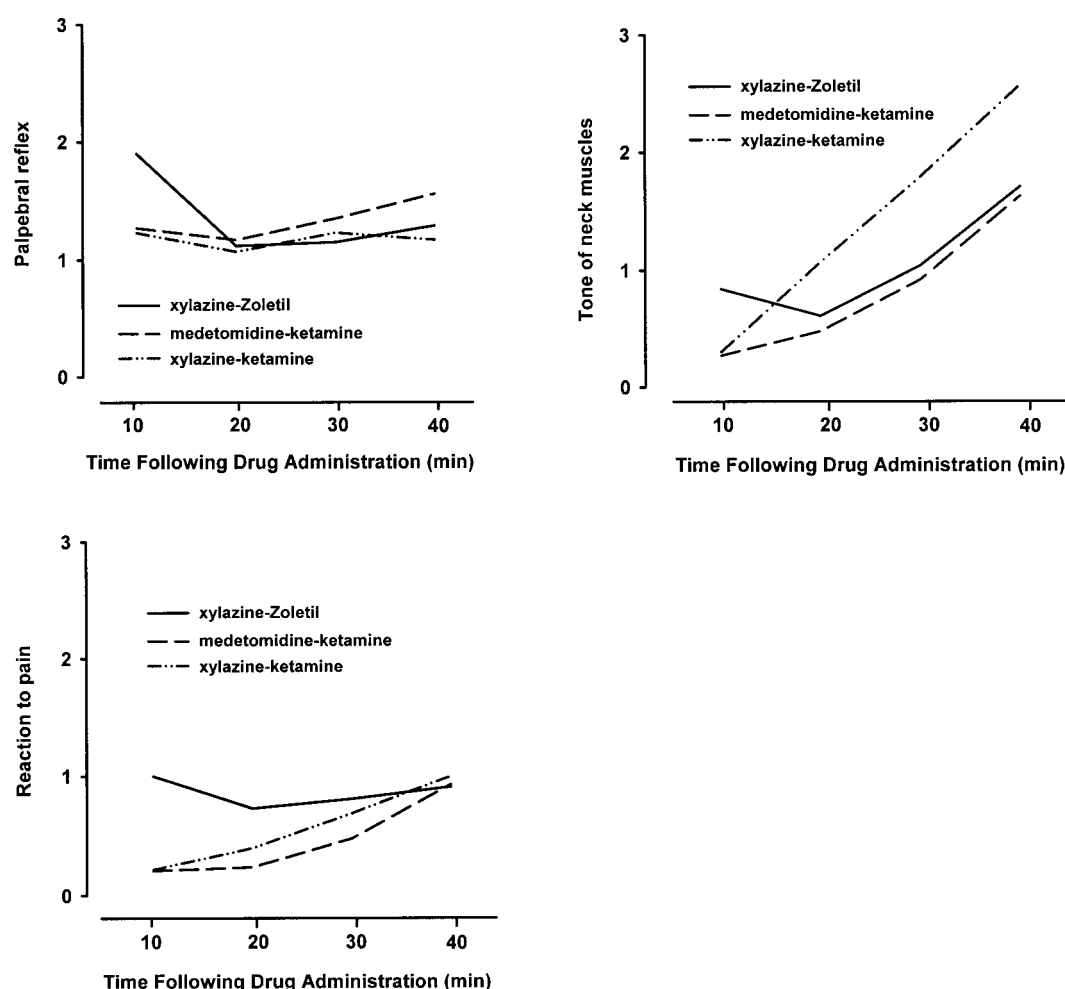 3
2
1
0
Palpebral reflex
xylazine-Zoletil
medetomidine-ketamine
xylazine-ketamine
10 20 30 40
Time Following Drug Administration (min)
3
2
1
0
Tone of neck muscles
xylazine-Zoletil
medetomidine-ketamine
xylazine-ketamine
10 20 30 40
Time Following Drug Administration (min)
3
2
1
0
Reaction to pain
xylazine-Zoletil
medetomidine-ketamine
xylazine-ketamine
10 20 30 40
Time Following Drug Administration (min)